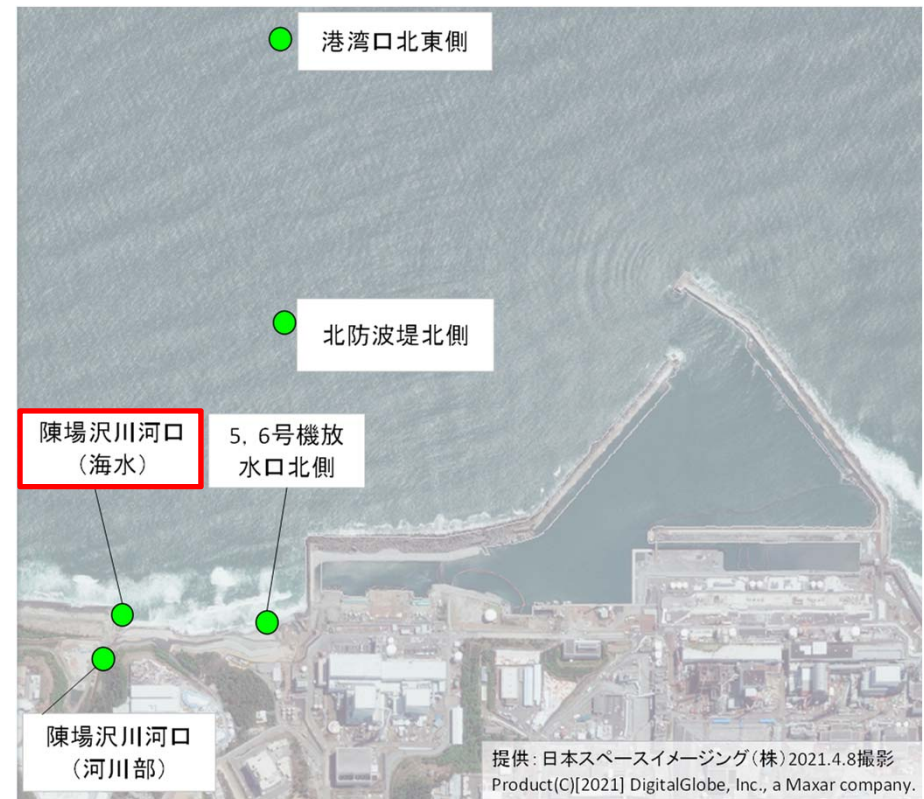 港湾口北東側
北防波堤北側
陳場沢川河口
（海水）
5，6号機放
水口北側
陳場沢川河口
（河川部）
提供：日本スペースイメージング（株）2021.4.8撮影
Product(C)[2021] DigitalGlobe, Inc., a Maxar company.